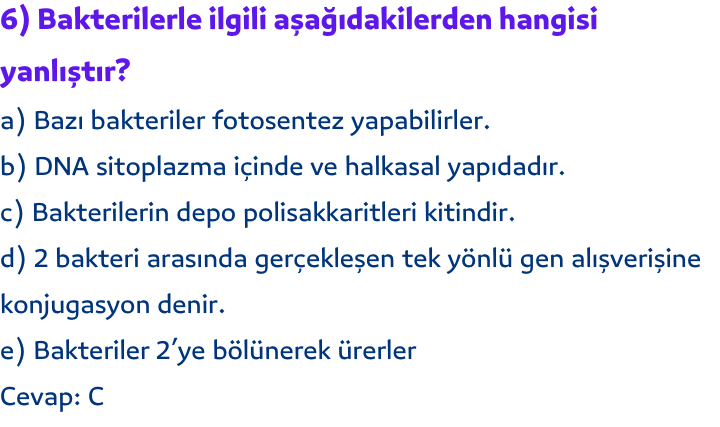 6) Bakterilerle ilgili aşağıdakilerden hangisi
yanlıştır?
a) Bazı bakteriler fotosentez yapabilirler.
b) DNA sitoplazma içinde ve halkasal yapıdadır.
c) Bakterilerin depo polisakkaritleri kitindir.
d) 2 bakteri arasında gerçekleşen tek yönlü gen alışverişine
konjugasyon denir.
e) Bakteriler 2’ye bölünerek ürerler
Cevap: C